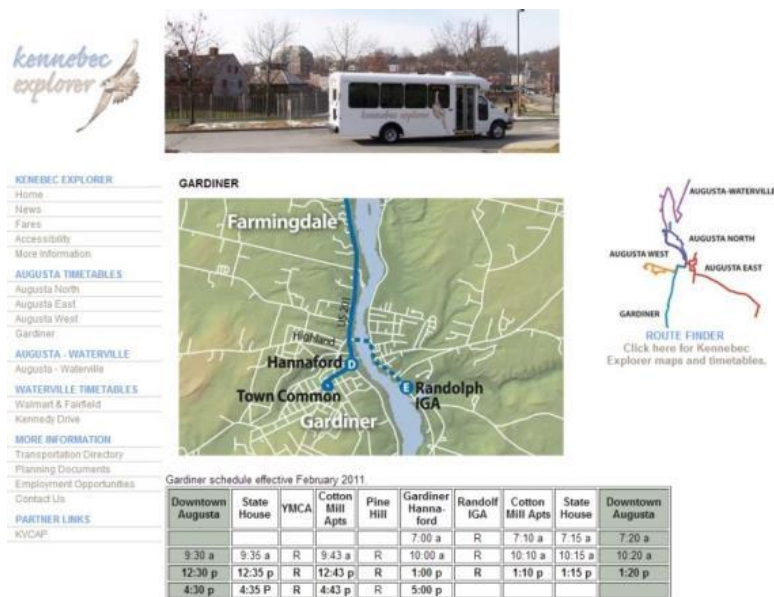 kennebec
explorer
kennebec explorer
KENEBEC EXPLORER
Home
News
Fares
Accessibility
More Information
AUGUSTA TIMETABLES
Augusta North
Augusta East
Augusta West
Gardiner
AUGUSTA - WATERVILLE
Augusta - Waterville
WATERVILLE TIMETABLES
Walmart & Fairfield
Kennedy Drive
MORE INFORMATION
Transportation Directory
Planning Documents
Employment Opportunities
Contact Us
PARTNER LINKS
KVCAP
GARDINER
Farmingdale
US 201
Highland
Hannaford D
Town Common
E Randolph
IGA
Gardiner
AUGUSTA-WATERVILLE
AUGUSTA NORTH
AUGUSTA WEST
AUGUSTA EAST
GARDINER
ROUTE FINDER
Click here for Kennebec
Explorer maps and timetables.
Gardiner schedule effective February 2011.
Downtown Augusta State House YMCA Cotton Mill Apts Pine Hill Gardiner Hanna-ford Randolf IGA Cotton Mill Apts State House Downtown Augusta
7:00 a R 7:10 a 7:15 a 7:20 a
9:30 a 9:35 a R 9:43 a R 10:00 a R 10:10 a 10:15 a 10:20 a
12:30 p 12:35 p R 12:43 p R 1:00 p R 1:10 p 1:15 p 1:20 p
4:30 p 4:35 P R 4:43 p R 5:00 p